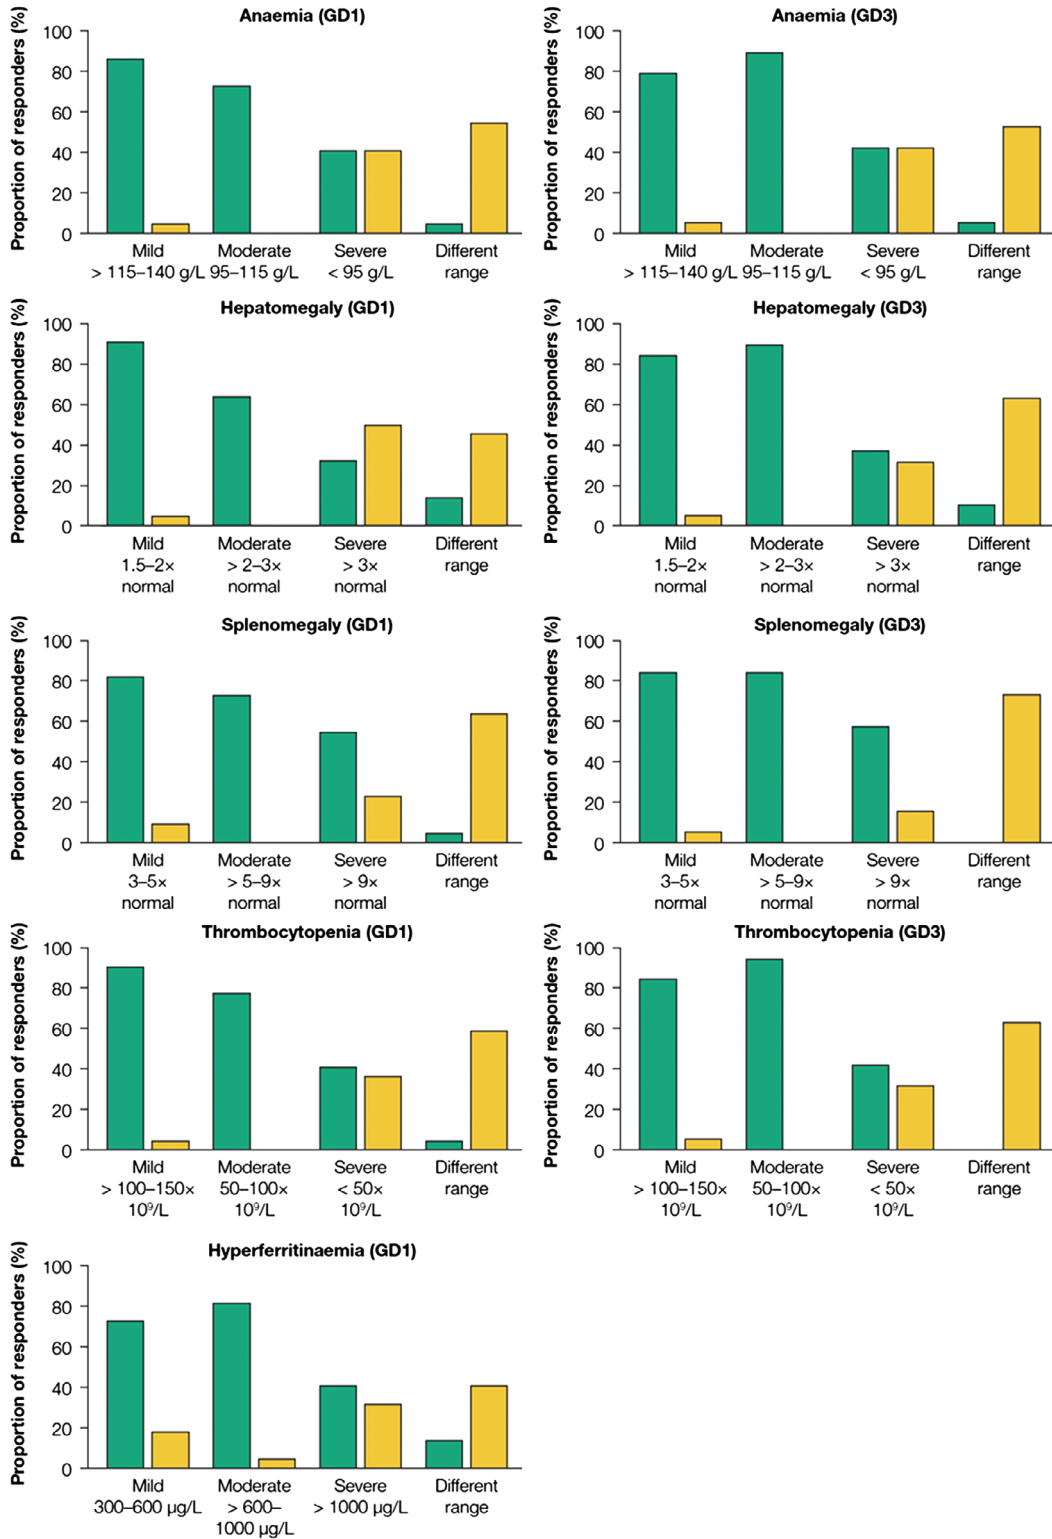 Anaemia (GD1)
Proportion of responders (%)
100
80
60
40
20
0
Mild Moderate Severe Different
> 115–140 g/L 95–115 g/L < 95 g/L range
Anaemia (GD3)
Proportion of responders (%)
100
80
60
40
20
0
Mild Moderate Severe Different
> 115–140 g/L 95–115 g/L < 95 g/L range
Hepatomegaly (GD1)
Proportion of responders (%)
100
80
60
40
20
0
Mild Moderate Severe Different
1.5–2× > 2–3× > 3× range
normal normal normal
Hepatomegaly (GD3)
Proportion of responders (%)
100
80
60
40
20
0
Mild Moderate Severe Different
1.5–2× > 2–3× > 3× range
normal normal normal
Splenomegaly (GD1)
Proportion of responders (%)
100
80
60
40
20
0
Mild Moderate Severe Different
3–5× > 5–9× > 9× range
normal normal normal
Splenomegaly (GD3)
Proportion of responders (%)
100
80
60
40
20
0
Mild Moderate Severe Different
3–5× > 5–9× > 9× range
normal normal normal
Thrombocytopenia (GD1)
Proportion of responders (%)
100
80
60
40
20
0
Mild Moderate Severe Different
> 100–150× 50–100× < 50× range
10⁹/L 10⁹/L 10⁹/L
Thrombocytopenia (GD3)
Proportion of responders (%)
100
80
60
40
20
0
Mild Moderate Severe Different
> 100–150× 50–100× < 50× range
10⁹/L 10⁹/L 10⁹/L
Hyperferritinaemia (GD1)
Proportion of responders (%)
100
80
60
40
20
0
Mild Moderate Severe Different
300–600 µg/L > 600– > 1000 µg/L range
1000 µg/L